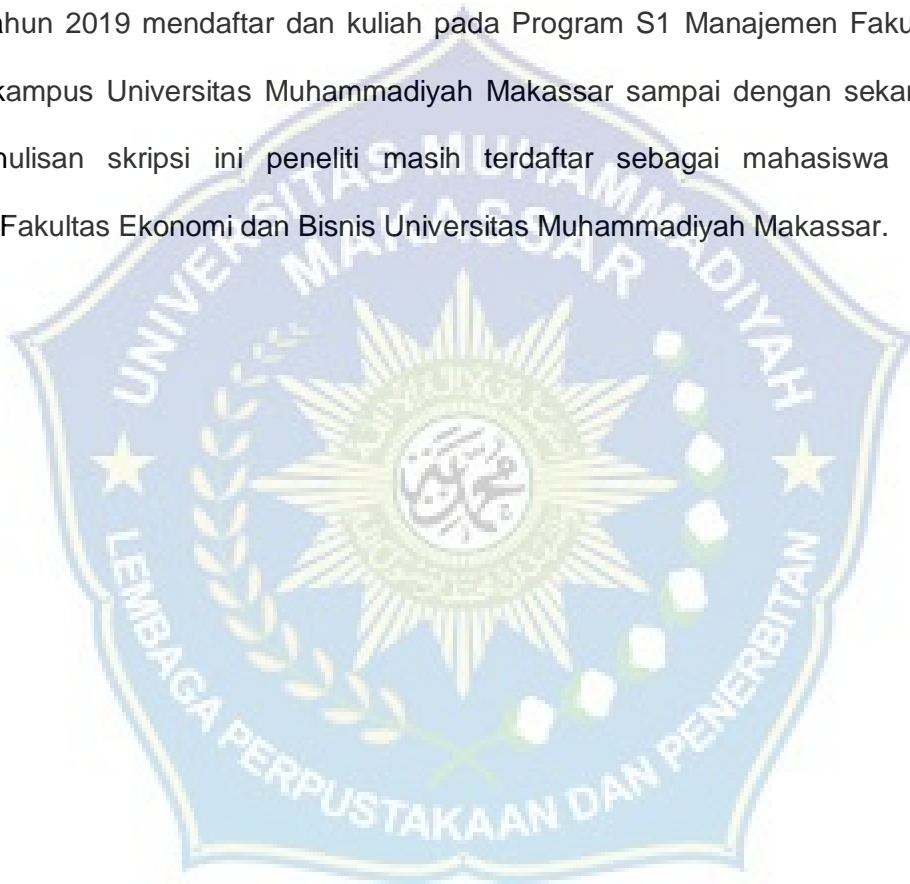 ahun 2019 mendaftar dan kuliah pada Program S1 Manajemen Faku
kampus Universitas Muhammadiyah Makassar sampai dengan sekar
nulisan skripsi ini peneliti masih terdaftar sebagai mahasiswa
Fakultas Ekonomi dan Bisnis Universitas Muhammadiyah Makassar.
UNIVERSITAS MUHAMMADIYAH
MAKASSAR
محمدية
LEMBAGA PERPUSTAKAAN DAN PENERBITAN